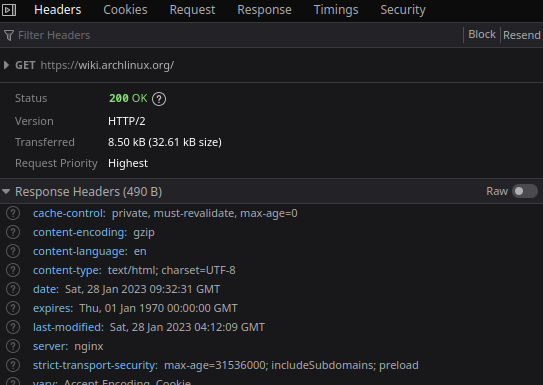 Headers Cookies Request Response Timings Security
Filter Headers Block Resend
GET https://wiki.archlinux.org/
Status 200 OK ?
Version HTTP/2
Transferred 8.50 kB (32.61 kB size)
Request Priority Highest
Response Headers (490 B) Raw
? cache-control: private, must-revalidate, max-age=0
? content-encoding: gzip
? content-language: en
? content-type: text/html; charset=UTF-8
? date: Sat, 28 Jan 2023 09:32:31 GMT
? expires: Thu, 01 Jan 1970 00:00:00 GMT
? last-modified: Sat, 28 Jan 2023 04:12:09 GMT
? server: nginx
? strict-transport-security: max-age=31536000; includeSubdomains; preload
? vary: Accept-Encoding, Cookie